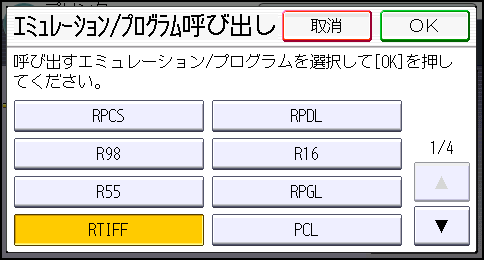 ｴﾐｭﾚｰｼｮﾝ/ﾌﾟﾛｸﾞﾗﾑ呼び出し 取消 OK
呼び出すエミュレーション/プログラムを選択して[OK]を押し
てください。
RPCS RPDL
R98 R16 1/4
R55 RPGL ▲
RTIFF PCL ▼